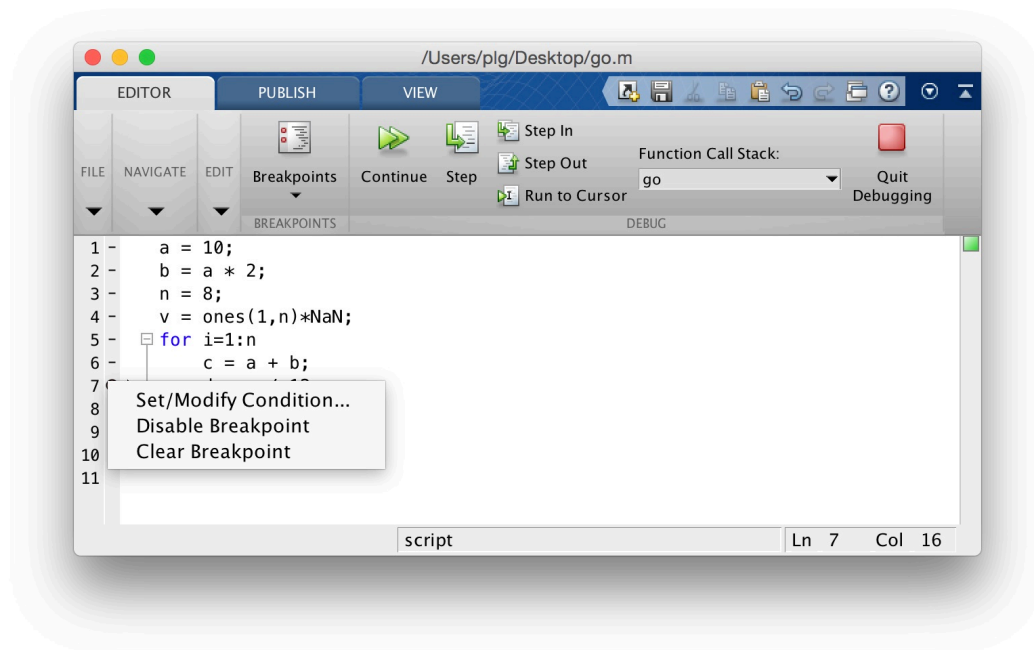 /Users/plg/Desktop/go.m
EDITOR PUBLISH VIEW
FILE NAVIGATE EDIT Breakpoints Continue Step Step In
Step Out
Run to Cursor
Function Call Stack:
go
Quit
Debugging
BREAKPOINTS DEBUG
1 - a = 10;
2 - b = a * 2;
3 - n = 8;
4 - v = ones(1,n)*NaN;
5 - for i=1:n
6 - c = a + b;
7
8
9
10
11
Set/Modify Condition...
Disable Breakpoint
Clear Breakpoint
script Ln 7 Col 16